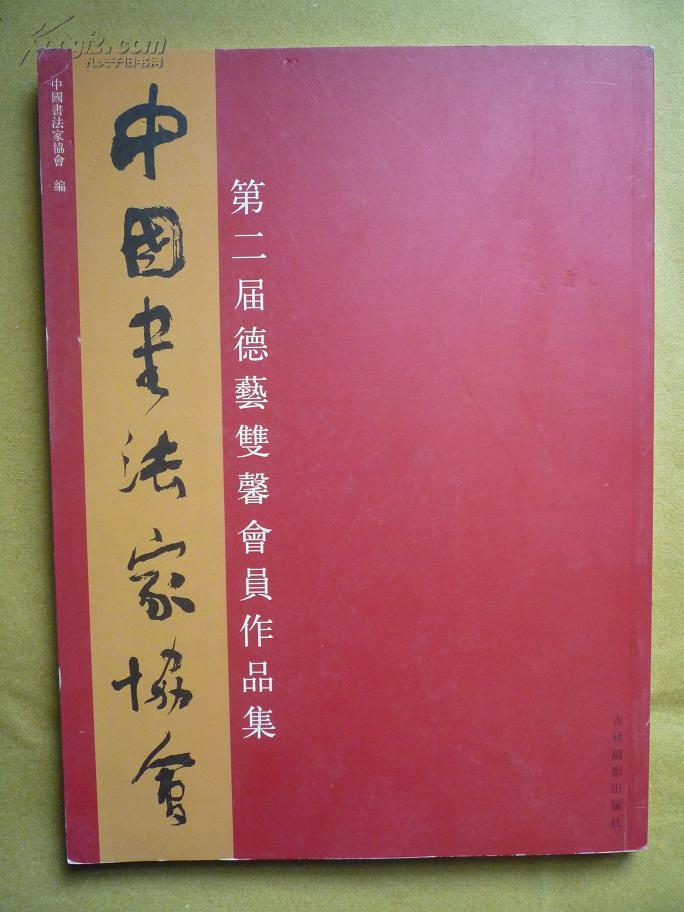 Kongfz.com
孔夫子旧书网
中國書法家協會 編
中國書法家協會
第二届德藝雙馨會員作品集
吉林攝影出版社